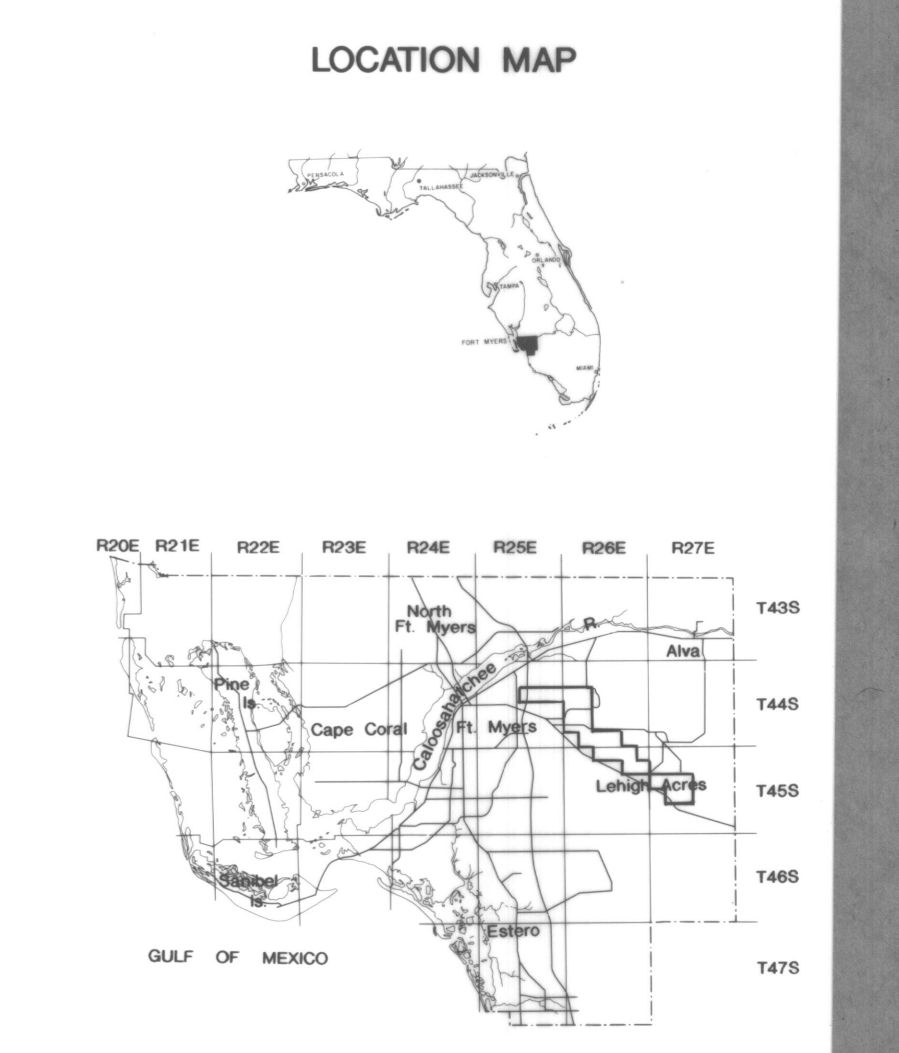 LOCATION MAP
PENSACOLA
TALLAHASSEE
JACKSONVILLE
ORLANDO
TAMPA
FORT MYERS
MIAMI
R20E R21E R22E R23E R24E R25E R26E R27E
T43S
North
Ft. Myers
R.
Alva
T44S
Pine
Is.
Caloosahatchee
Cape Coral
Ft. Myers
T45S
Lehigh Acres
T46S
Sanibel
Is.
Estero
GULF OF MEXICO
T47S